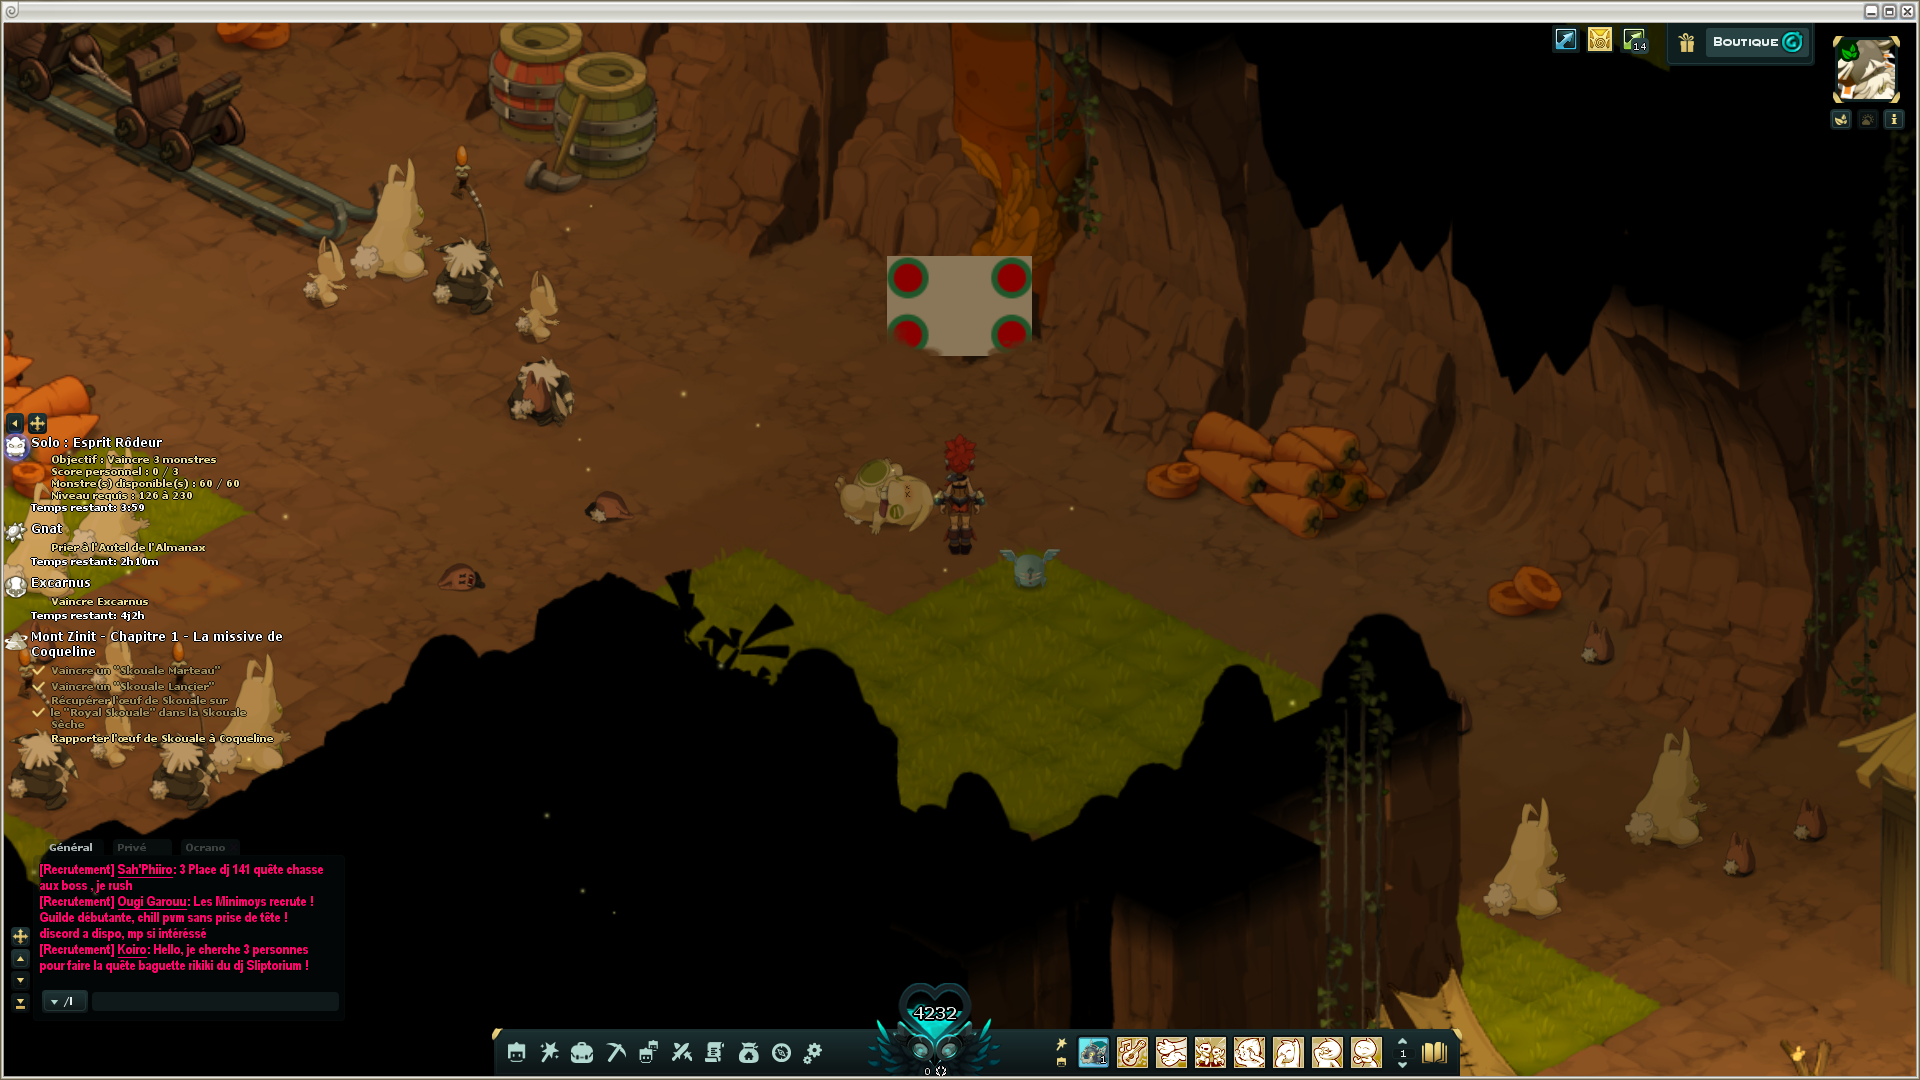 14
BOUTIQUE
Solo : Esprit Rôdeur
Objectif : Vaincre 3 monstres
Score personnel : 0 / 3
Monstre(s) disponible(s) : 60 / 60
Niveau requis : 126 à 230
Temps restant: 3:59
Gnat
Prier à l'Autel de l'Almanax
Temps restant: 2h10m
Excarnus
Vaincre Excarnus
Temps restant: 4j2h
Mont Zinit - Chapitre 1 - La missive de
Coqueline
Vaincre un "Skouale Marteau"
Vaincre un "Skouale Lancier"
Récupérer l'œuf de Skouale sur
le "Royal Skouale" dans la Skouale
Sèche
Rapporter l'œuf de Skouale à Coqueline
Général Privé Ocrano
[Recrutement] Sah'Phiiro: 3 Place dj 141 quête chasse
aux boss , je rush
[Recrutement] Ougi Garouu: Les Minimoys recrute !
Guilde débutante, chill pvm sans prise de tête !
discord a dispo, mp si intéréssé
[Recrutement] Koiro: Hello, je cherche 3 personnes
pour faire la quête baguette rikiki du dj Sliptorium !
/l
4232
0
1
1